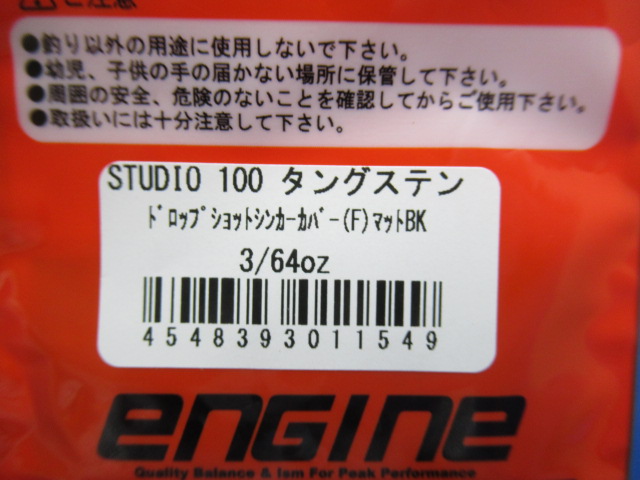 ご注意
●釣り以外の用途に使用しないで下さい。
●幼児、子供の手の届かない場所に保管して下さい。
●周囲の安全、危険のないことを確認してからご使用下さい。
●取扱いには十分注意して下さい。
STUDIO 100 タングステン
ﾄﾞﾛｯﾌﾟｼｮｯﾄｼﾝｶｰｶﾊﾞｰ(F)ﾏｯﾄBK
3/64oz
4548393011549
engine
Quality Balance & Ism For Peak Performance